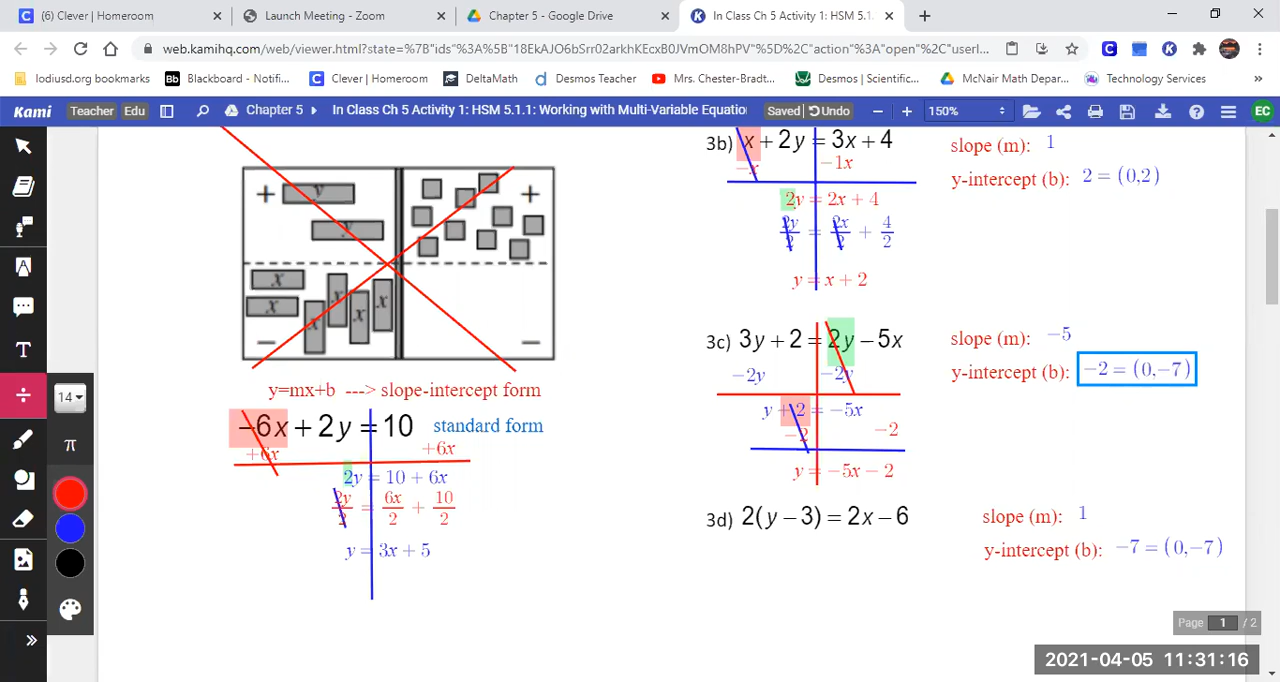 (6) Clever | Homeroom
Launch Meeting - Zoom
Chapter 5 - Google Drive
In Class Ch 5 Activity 1: HSM 5.1.
web.kamihq.com/web/viewer.html?state=%7B"ids"%3A%5B"18EkAJO6bSrr02arkhKEcxB0JVmOM8hPV"%5D%2C"action"%3A"open"%2C"userI...
lodiusd.org bookmarks
Blackboard - Notifi...
Clever | Homeroom
DeltaMath
Desmos Teacher
Mrs. Chester-Bradt...
Desmos | Scientific...
McNair Math Depar...
Technology Services
Kami Teacher Edu Chapter 5 In Class Ch 5 Activity 1: HSM 5.1.1: Working with Multi-Variable Equatio Saved Undo 150% EC
14
π
T
+ y +
y
x
x x x x x
− −
y=mx+b ---> slope-intercept form
−6x + 2y = 10 standard form
+6x +6x
2y = 10 + 6x
2y/2 = 6x/2 + 10/2
y = 3x + 5
3b) x + 2y = 3x + 4
−x −1x
2y = 2x + 4
2y/2 = 2x/2 + 4/2
y = x + 2
slope (m): 1
y-intercept (b): 2 = (0,2)
3c) 3y + 2 = 2y − 5x
−2y −2y
y + 2 = −5x
−2 −2
y = −5x − 2
slope (m): −5
y-intercept (b): −2 = (0,−7)
3d) 2(y − 3) = 2x − 6
slope (m): 1
y-intercept (b): −7 = (0,−7)
Page 1 / 2
2021-04-05 11:31:16